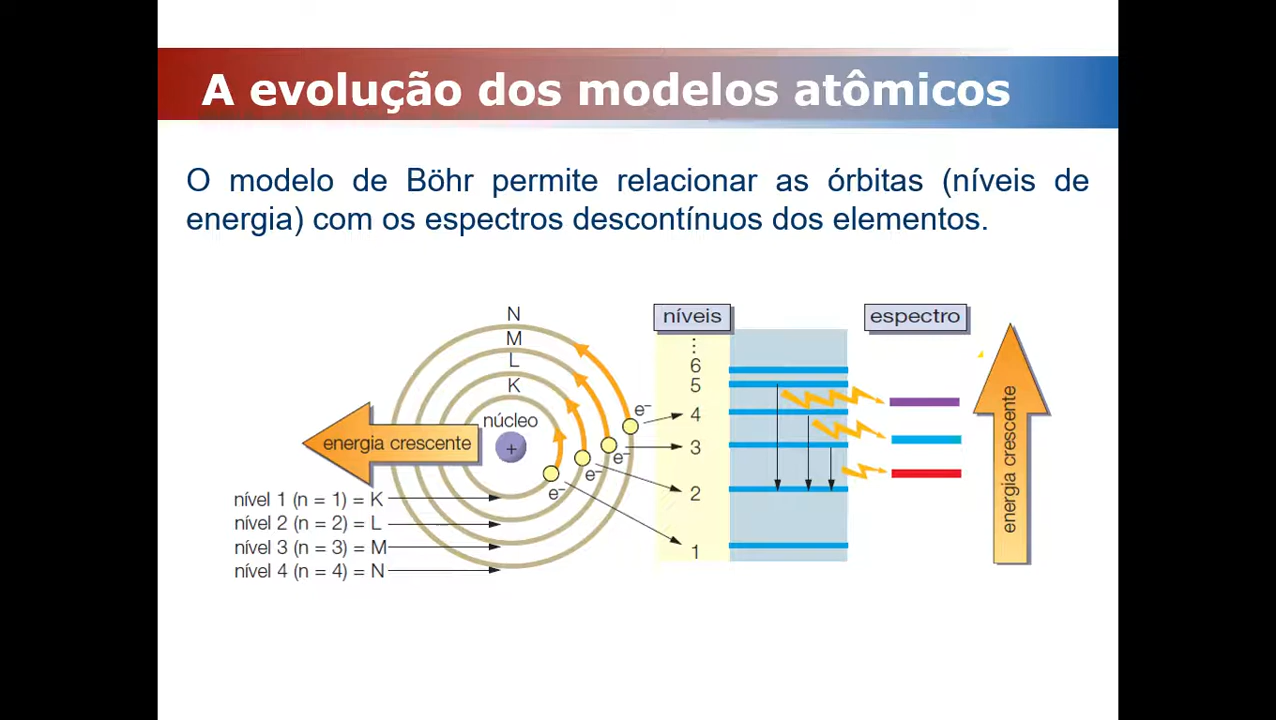 A evolução dos modelos atômicos
O modelo de Böhr permite relacionar as órbitas (níveis de
energia) com os espectros descontínuos dos elementos.
N
M
L
K
núcleo
+
energia crescente
e⁻
e⁻
e⁻
e⁻
nível 1 (n = 1) = K
nível 2 (n = 2) = L
nível 3 (n = 3) = M
nível 4 (n = 4) = N
níveis
⋮
6
5
4
3
2
1
espectro
energia crescente